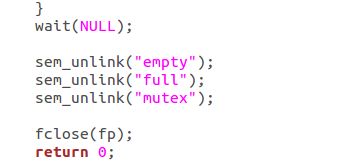 }
wait(NULL);
sem_unlink("empty");
sem_unlink("full");
sem_unlink("mutex");
fclose(fp);
return 0;